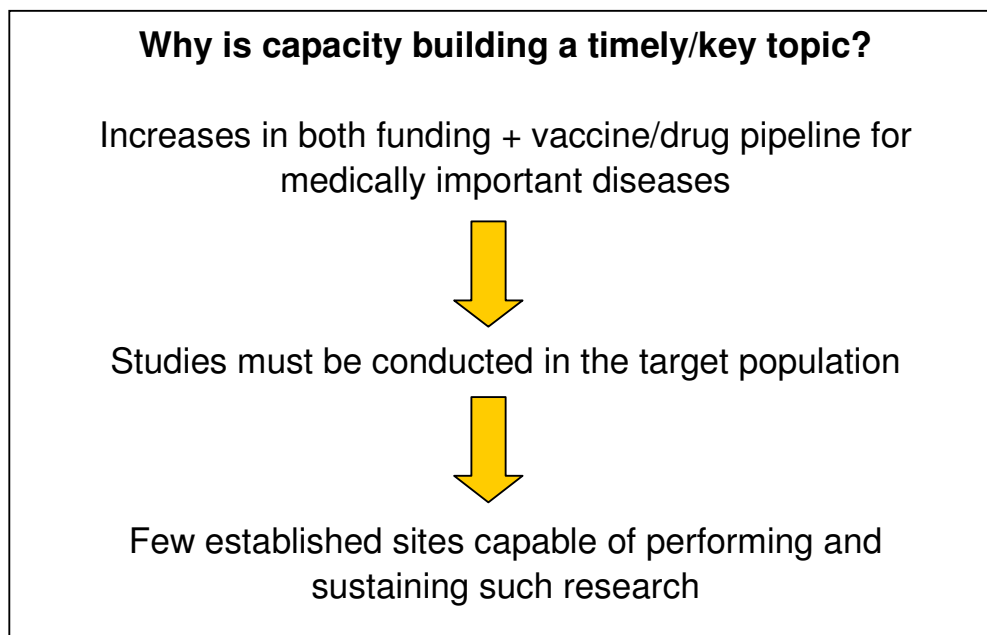 Why is capacity building a timely/key topic?
Increases in both funding + vaccine/drug pipeline for
medically important diseases
Studies must be conducted in the target population
Few established sites capable of performing and
sustaining such research